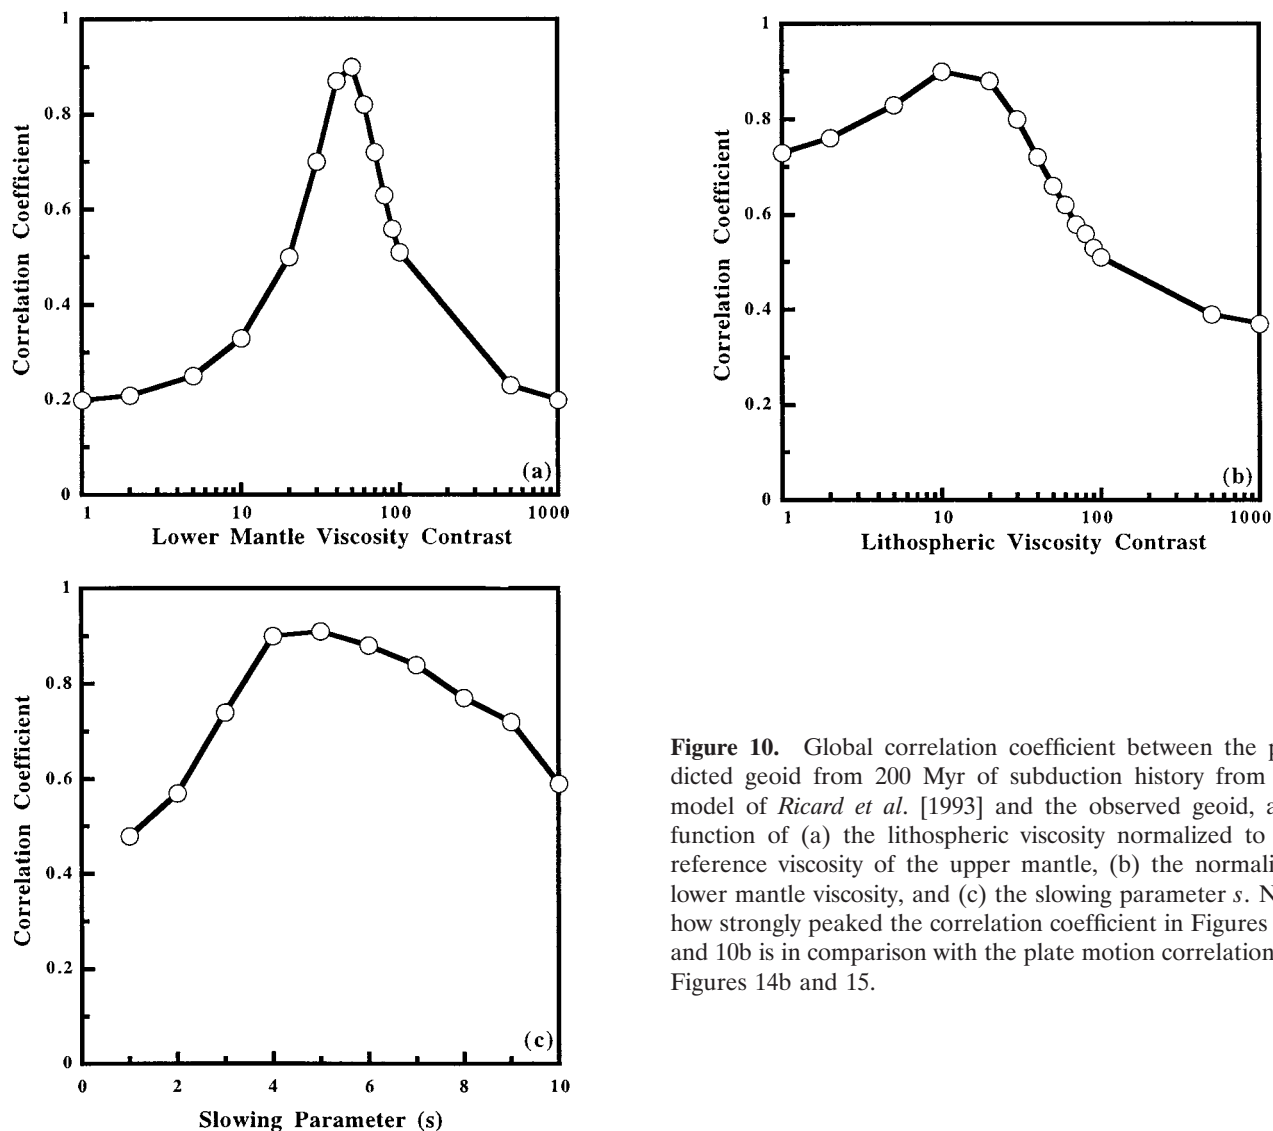 1
0.8
0.6
0.4
0.2
0
Correlation Coefficient
(a)
1 10 100 1000
Lower Mantle Viscosity Contrast
1
0.8
0.6
0.4
0.2
0
Correlation Coefficient
(b)
1 10 100 1000
Lithospheric Viscosity Contrast
1
0.8
0.6
0.4
0.2
0
Correlation Coefficient
(c)
0 2 4 6 8 10
Slowing Parameter (s)
Figure 10. Global correlation coefficient between the p
dicted geoid from 200 Myr of subduction history from
model of Ricard et al. [1993] and the observed geoid, a
function of (a) the lithospheric viscosity normalized to
reference viscosity of the upper mantle, (b) the normali
lower mantle viscosity, and (c) the slowing parameter s. N
how strongly peaked the correlation coefficient in Figures
and 10b is in comparison with the plate motion correlation
Figures 14b and 15.